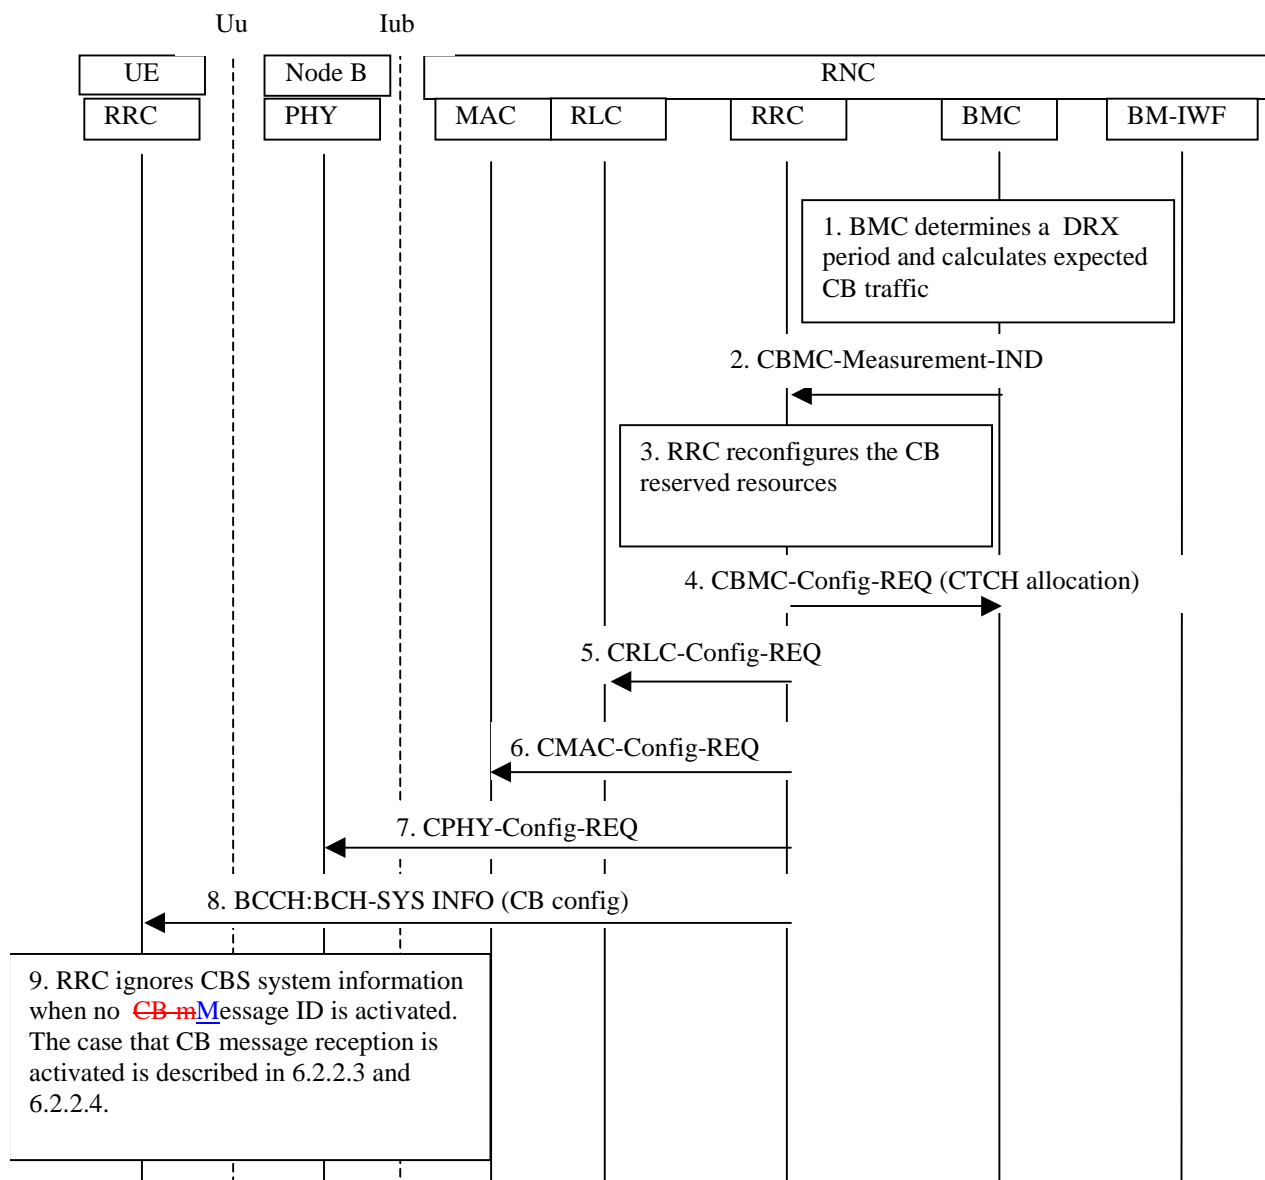 Uu Iub
UE Node B RNC
RRC PHY MAC RLC RRC BMC BM-IWF
1. BMC determines a DRX
period and calculates expected
CB traffic
2. CBMC-Measurement-IND
3. RRC reconfigures the CB
reserved resources
4. CBMC-Config-REQ (CTCH allocation)
5. CRLC-Config-REQ
6. CMAC-Config-REQ
7. CPHY-Config-REQ
8. BCCH:BCH-SYS INFO (CB config)
9. RRC ignores CBS system information
when no CB mMessage ID is activated.
The case that CB message reception is
activated is described in 6.2.2.3 and
6.2.2.4.